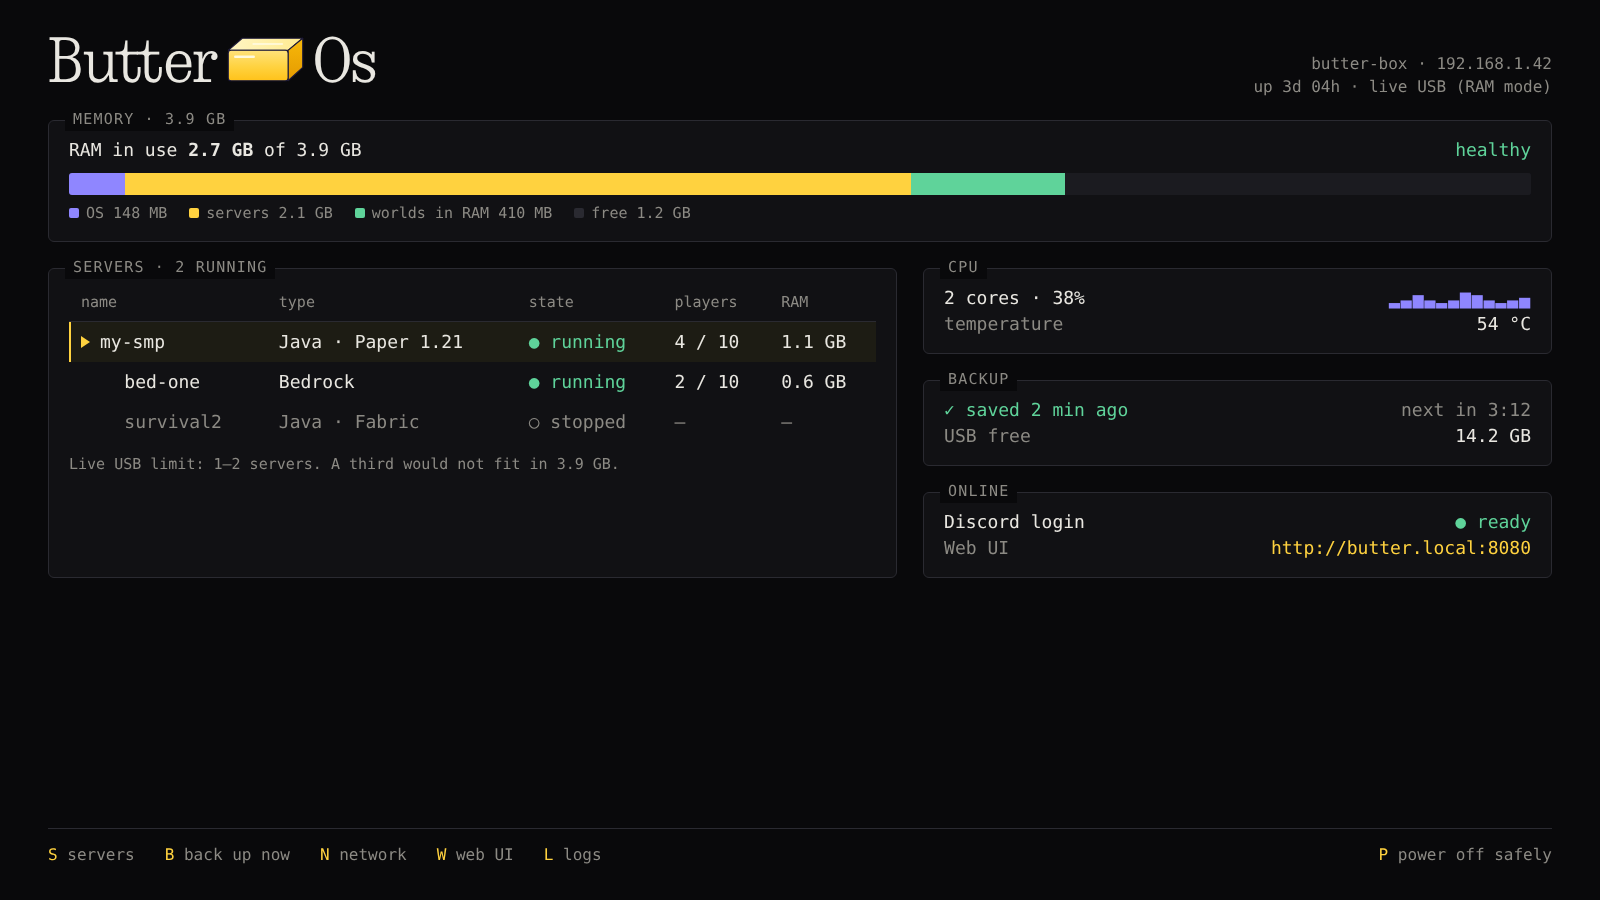 Butter Os
butter-box · 192.168.1.42
up 3d 04h · live USB (RAM mode)
MEMORY · 3.9 GB
RAM in use 2.7 GB of 3.9 GB healthy
OS 148 MB servers 2.1 GB worlds in RAM 410 MB free 1.2 GB
SERVERS · 2 RUNNING
name type state players RAM
▶ my-smp Java · Paper 1.21 ● running 4 / 10 1.1 GB
bed-one Bedrock ● running 2 / 10 0.6 GB
survival2 Java · Fabric ○ stopped — —
Live USB limit: 1–2 servers. A third would not fit in 3.9 GB.
CPU
2 cores · 38%
temperature 54 °C
BACKUP
✓ saved 2 min ago next in 3:12
USB free 14.2 GB
ONLINE
Discord login ● ready
Web UI http://butter.local:8080
S servers B back up now N network W web UI L logs P power off safely